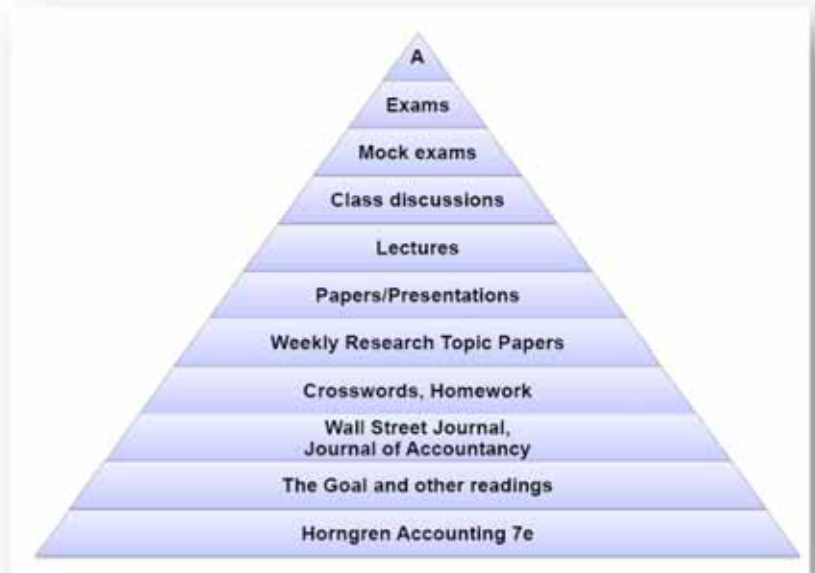 A
Exams
Mock exams
Class discussions
Lectures
Papers/Presentations
Weekly Research Topic Papers
Crosswords, Homework
Wall Street Journal,
Journal of Accountancy
The Goal and other readings
Horngren Accounting 7e